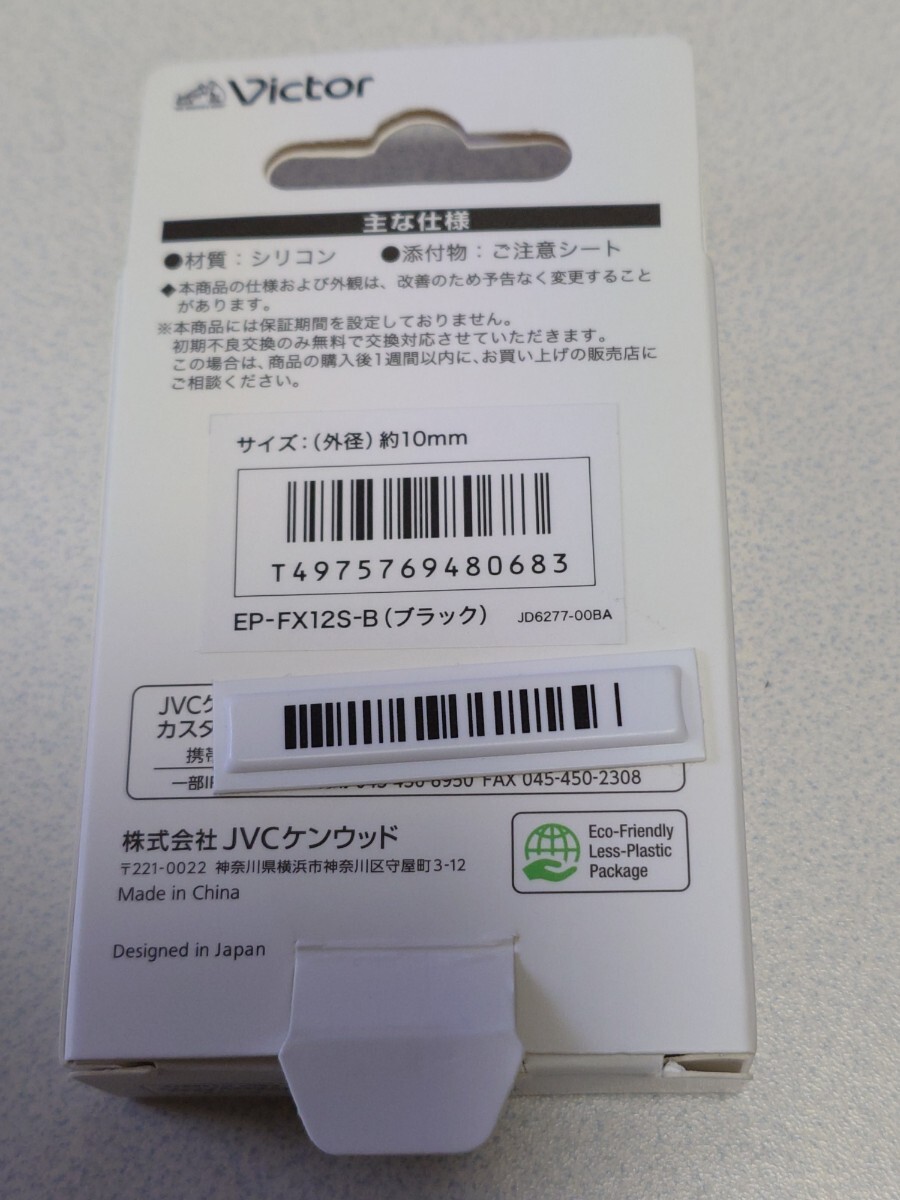 Victor
主な仕様
●材質：シリコン ●添付物：ご注意シート
◆本商品の仕様および外観は、改善のため予告なく変更すること
があります。
※本商品には保証期間を設定しておりません。
初期不良交換のみ無料で交換対応させていただきます。
この場合は、商品の購入後1週間以内に、お買い上げの販売店に
ご相談ください。
サイズ：（外径）約10mm
T4975769480683
EP-FX12S-B（ブラック） JD6277-00BA
JVCケ
カスタ
携帯
一部IP FAX 045-450-2308
株式会社 JVCケンウッド
〒221-0022 神奈川県横浜市神奈川区守屋町3-12
Made in China
Designed in Japan
Eco-Friendly
Less-Plastic
Package